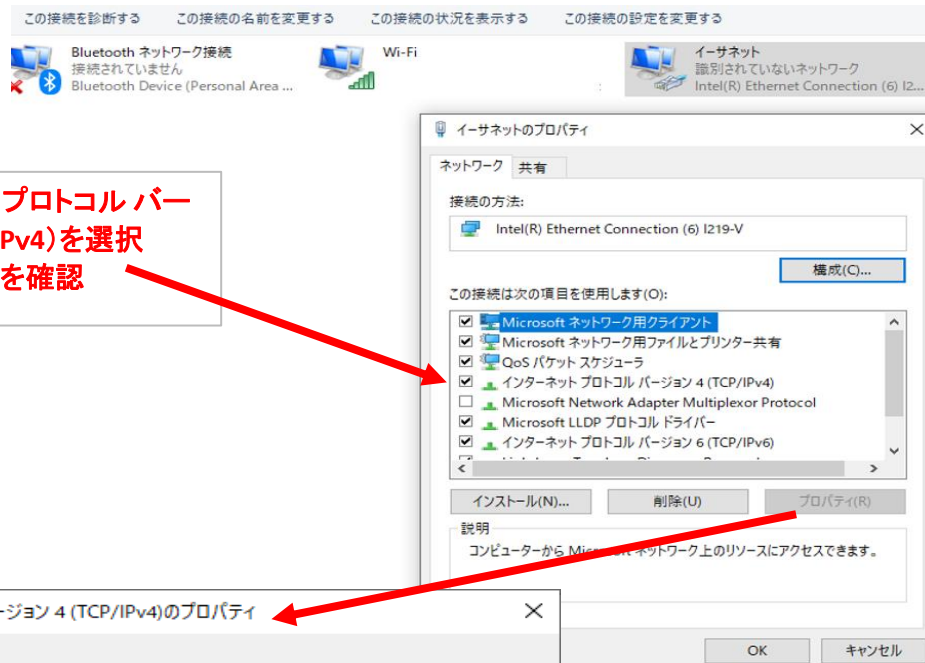 この接続を診断する この接続の名前を変更する この接続の状況を表示する この接続の設定を変更する
Bluetooth ネットワーク接続
接続されていません
Bluetooth Device (Personal Area ...
Wi-Fi
イーサネット
識別されていないネットワーク
Intel(R) Ethernet Connection (6) I2...
プロトコル バー
Pv4)を選択
を確認
イーサネットのプロパティ
ネットワーク 共有
接続の方法:
Intel(R) Ethernet Connection (6) I219-V
構成(C)...
この接続は次の項目を使用します(O):
Microsoft ネットワーク用クライアント
Microsoft ネットワーク用ファイルとプリンター共有
QoS パケット スケジューラ
インターネット プロトコル バージョン 4 (TCP/IPv4)
Microsoft Network Adapter Multiplexor Protocol
Microsoft LLDP プロトコル ドライバー
インターネット プロトコル バージョン 6 (TCP/IPv6)
インストール(N)... 削除(U) プロパティ(R)
説明
コンピューターから Microsoft ネットワーク上のリソースにアクセスできます。
ージョン 4 (TCP/IPv4)のプロパティ
OK キャンセル